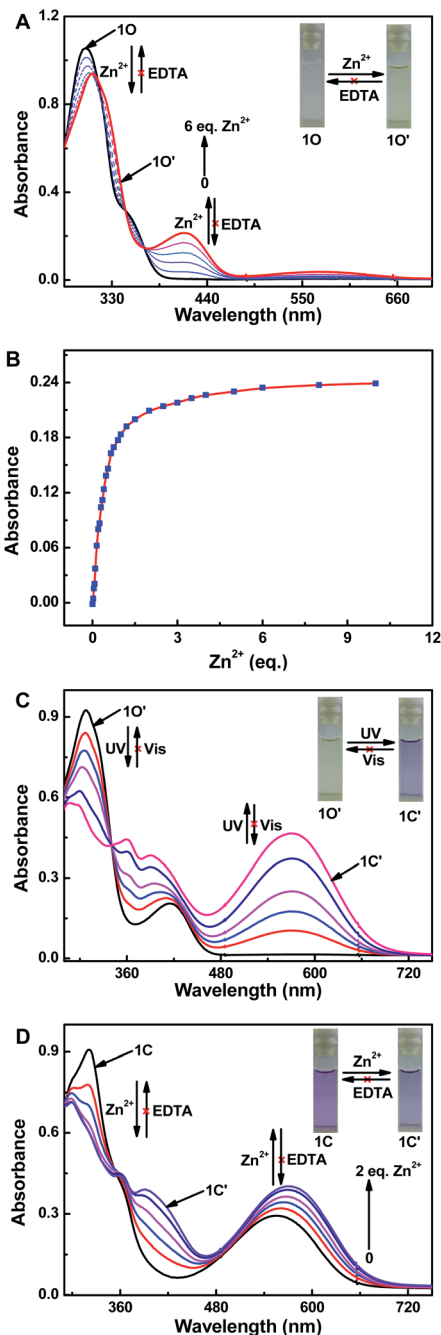 A
1O
Zn2+
EDTA
1O'
6 eq. Zn2+
0
Zn2+
EDTA
Zn2+
EDTA
1O
1O'
1.2
0.9
0.6
0.4
0.0
330
440
550
660
Absorbance
Wavelength (nm)
B
0.24
0.18
0.12
0.06
0.00
0
3
6
9
12
Absorbance
Zn2+ (eq.)
C
1O'
UV
Vis
UV
Vis
1C'
UV
Vis
1O'
1C'
0.9
0.6
0.3
0.0
360
480
600
720
Absorbance
Wavelength (nm)
D
1C
Zn2+
EDTA
1C'
Zn2+
EDTA
2 eq. Zn2+
0
Zn2+
EDTA
1C
1C'
0.9
0.6
0.3
0.0
360
480
600
720
Absorbance
Wavelength (nm)